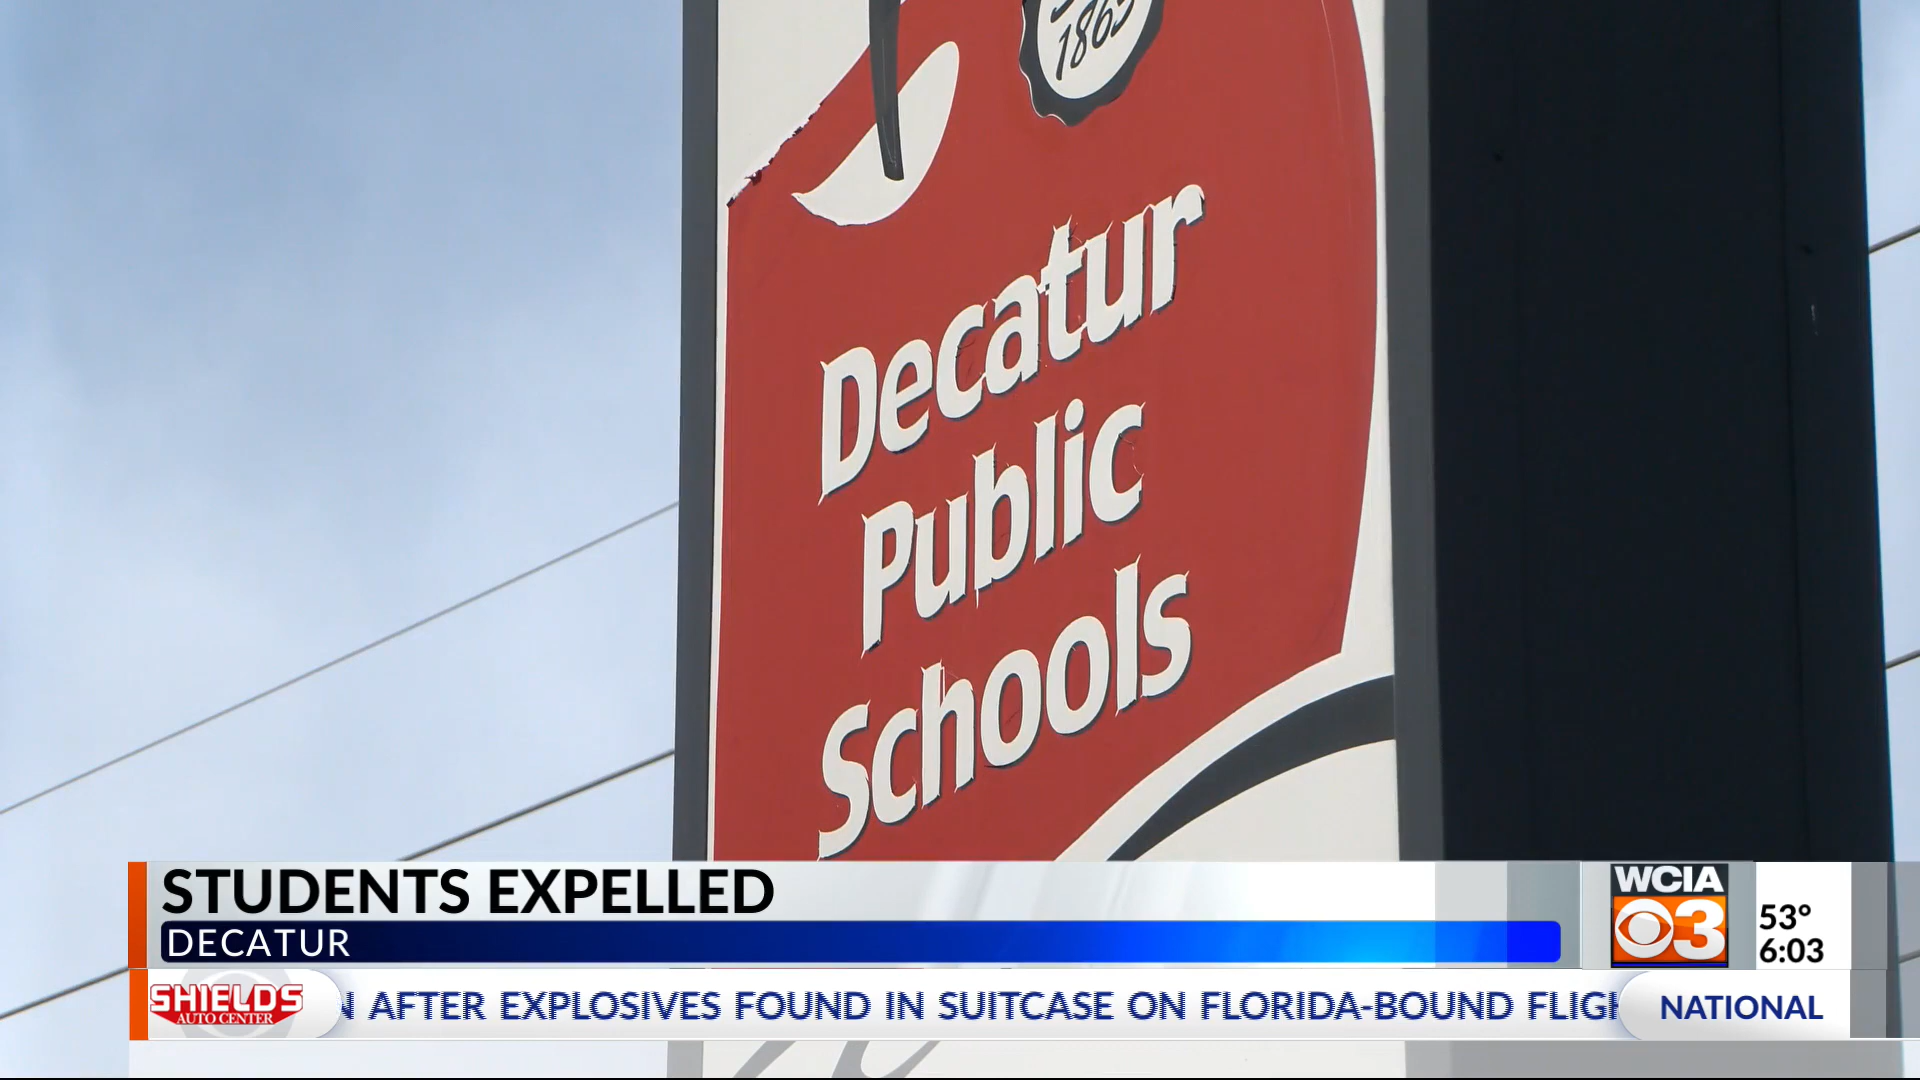 1865
Decatur
Public
Schools
STUDENTS EXPELLED
DECATUR
WCIA
3
53°
6:03
SHIELDS
AUTO CENTER
N AFTER EXPLOSIVES FOUND IN SUITCASE ON FLORIDA-BOUND FLIGH
NATIONAL